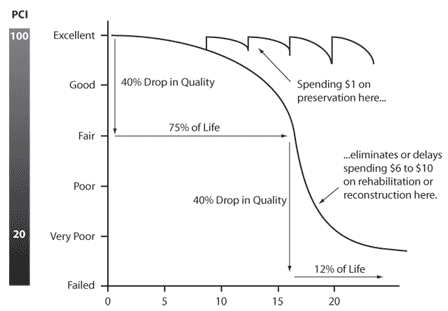 PCI
100
20
Excellent
Good
Fair
Poor
Very Poor
Failed
40% Drop in Quality
75% of Life
Spending $1 on
preservation here...
...eliminates or delays
spending $6 to $10
on rehabilitation or
reconstruction here.
40% Drop in Quality
12% of Life
0 5 10 15 20